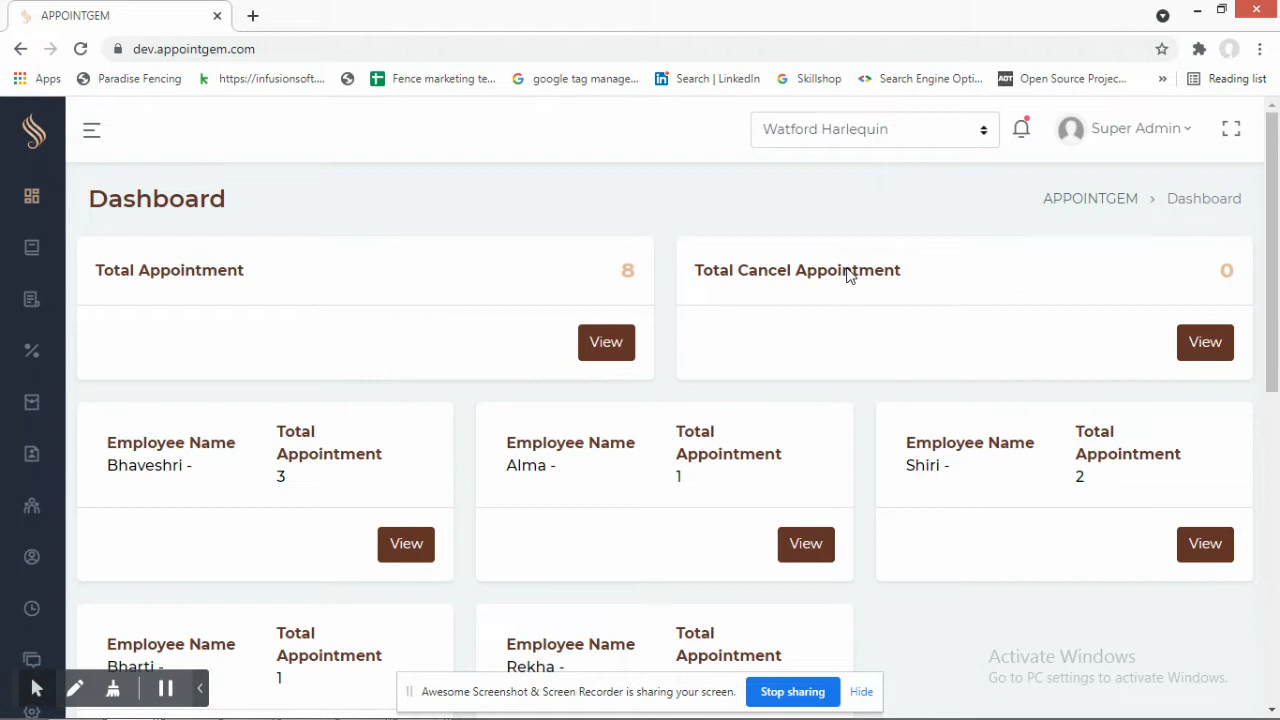 APPOINTGEM
dev.appointgem.com
Apps
Paradise Fencing
https://infusionsoft....
Fence marketing te...
google tag manage...
Search | LinkedIn
Skillshop
Search Engine Opti...
Open Source Projec...
»
Reading list
Watford Harlequin
Super Admin
Dashboard
APPOINTGEM > Dashboard
Total Appointment 8
Total Cancel Appointment 0
View
View
Employee Name
Bhaveshri -
Total
Appointment
3
Employee Name
Alma -
Total
Appointment
1
Employee Name
Shiri -
Total
Appointment
2
View
View
View
Employee Name
Bharti -
Total
Appointment
1
Employee Name
Rekha -
Total
Appointment
Activate Windows
Go to PC settings to activate Windows.
Awesome Screenshot & Screen Recorder is sharing your screen.
Stop sharing
Hide